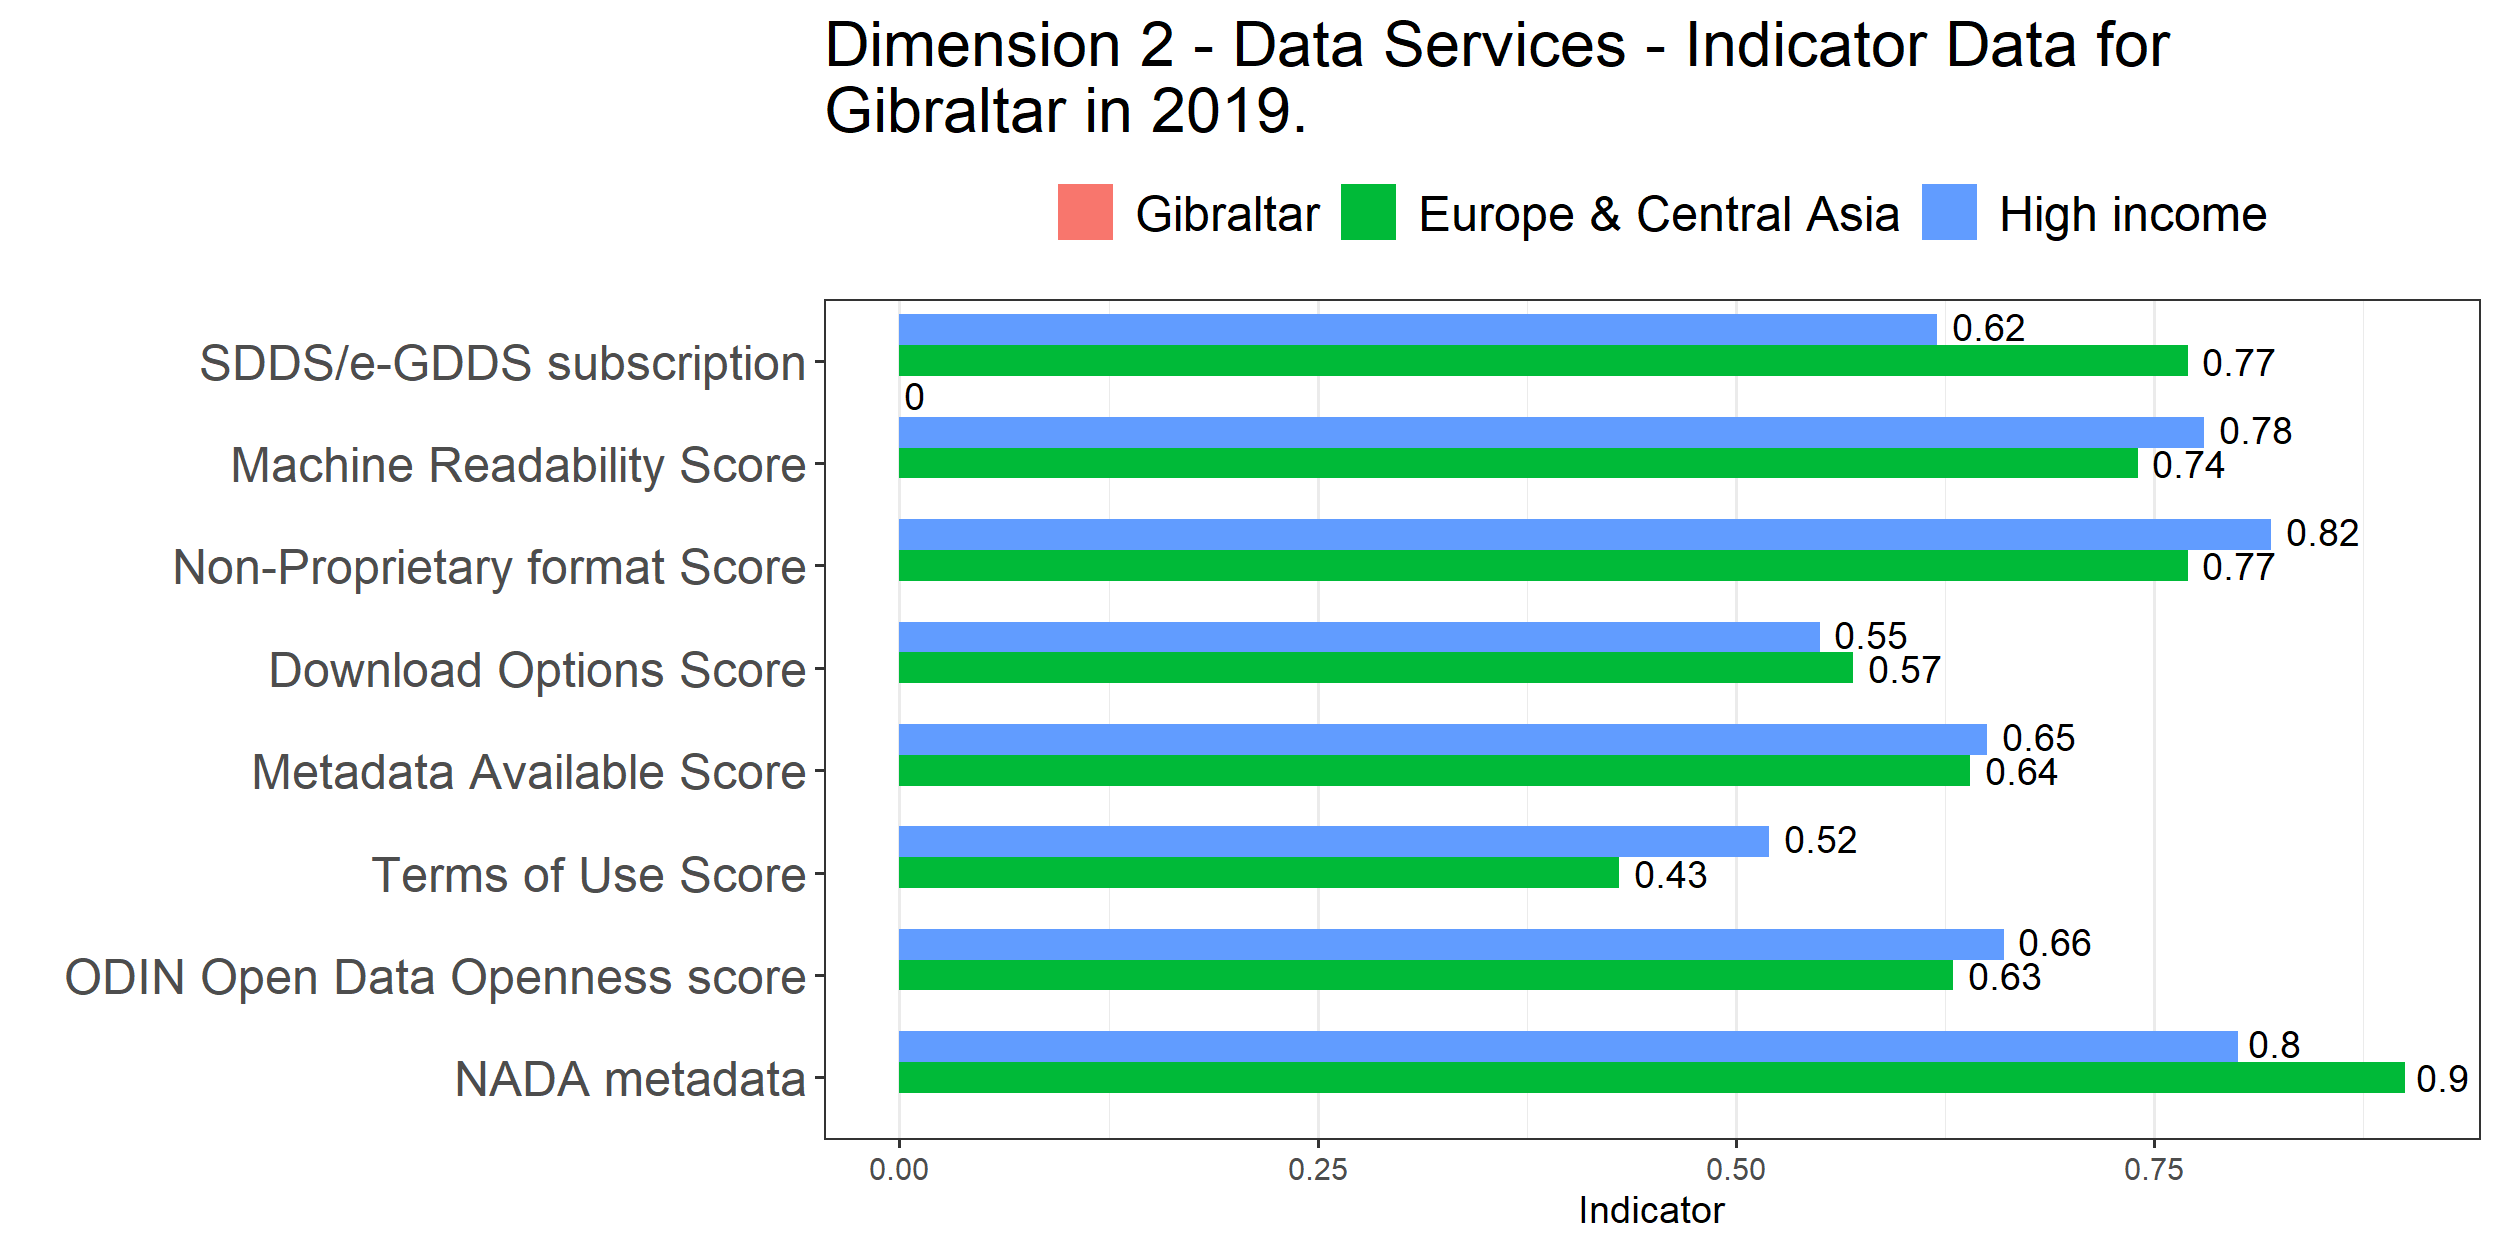 Dimension 2 - Data Services - Indicator Data for
Gibraltar in 2019.
Gibraltar Europe & Central Asia High income
SDDS/e-GDDS subscription
0.62
0.77
0
Machine Readability Score
0.78
0.74
Non-Proprietary format Score
0.82
0.77
Download Options Score
0.55
0.57
Metadata Available Score
0.65
0.64
Terms of Use Score
0.52
0.43
ODIN Open Data Openness score
0.66
0.63
NADA metadata
0.8
0.9
0.00 0.25 0.50 0.75
Indicator